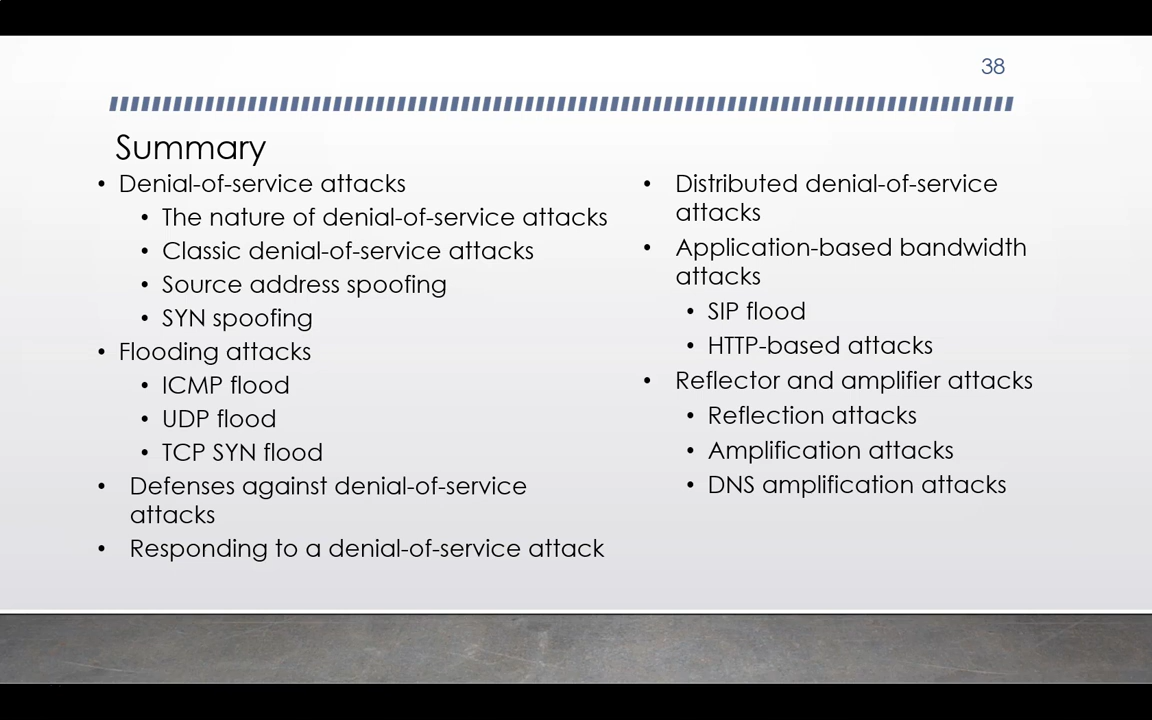 38
Summary
• Denial-of-service attacks
• The nature of denial-of-service attacks
• Classic denial-of-service attacks
• Source address spoofing
• SYN spoofing
• Flooding attacks
• ICMP flood
• UDP flood
• TCP SYN flood
• Defenses against denial-of-service
attacks
• Responding to a denial-of-service attack
• Distributed denial-of-service
attacks
• Application-based bandwidth
attacks
• SIP flood
• HTTP-based attacks
• Reflector and amplifier attacks
• Reflection attacks
• Amplification attacks
• DNS amplification attacks